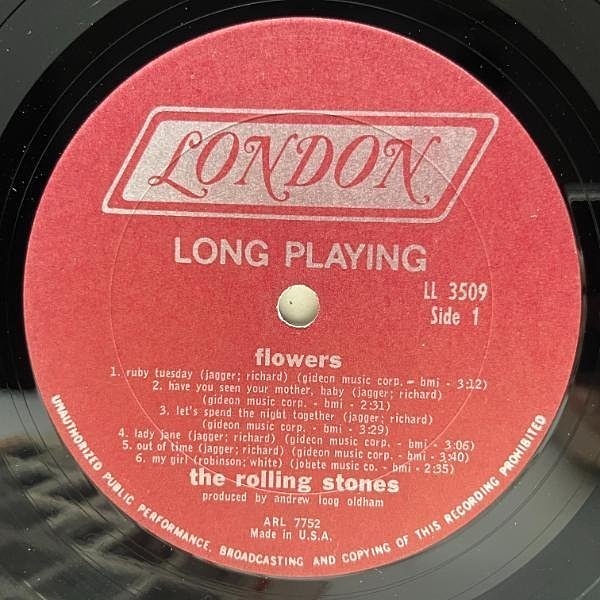 LONDON
LONG PLAYING
LL 3509
Side 1
flowers
1. ruby tuesday (jagger; richard) (gideon music corp. - bmi - 3:12)
2. have you seen your mother, baby (jagger; richard)
(gideon music corp. - bmi - 2:31)
3. let's spend the night together (jagger; richard)
(gideon music corp. - bmi - 3:29)
4. lady jane (jagger; richard) (gideon music corp. - bmi - 3:06)
5. out of time (jagger; richard) (gideon music corp. - bmi - 3:40)
6. my girl (robinson; white) (jobete music co. - bmi - 2:35)
the rolling stones
produced by andrew loog oldham
ARL 7752
Made in U.S.A.
UNAUTHORIZED PUBLIC PERFORMANCE, BROADCASTING AND COPYING OF THIS RECORDING PROHIBITED